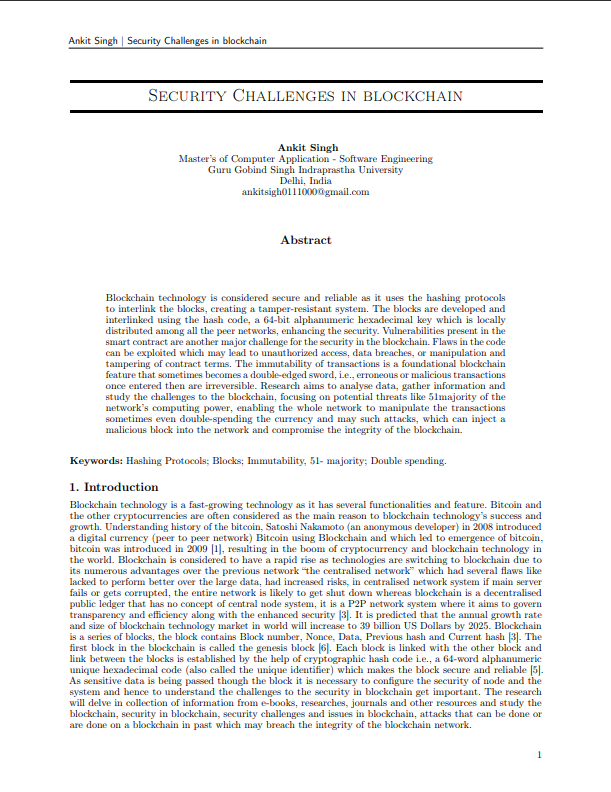 Ankit Singh | Security Challenges in blockchain
Security Challenges in blockchain
Ankit Singh
Master's of Computer Application - Software Engineering
Guru Gobind Singh Indraprastha University
Delhi, India
ankitsigh0111000@gmail.com
Abstract
Blockchain technology is considered secure and reliable as it uses the hashing protocols
to interlink the blocks, creating a tamper-resistant system. The blocks are developed and
interlinked using the hash code, a 64-bit alphanumeric hexadecimal key which is locally
distributed among all the peer networks, enhancing the security. Vulnerabilities present in the
smart contract are another major challenge for the security in the blockchain. Flaws in the code
can be exploited which may lead to unauthorized access, data breaches, or manipulation and
tampering of contract terms. The immutability of transactions is a foundational blockchain
feature that sometimes becomes a double-edged sword, i.e., erroneous or malicious transactions
once entered then are irreversible. Research aims to analyse data, gather information and
study the challenges to the blockchain, focusing on potential threats like 51majority of the
network's computing power, enabling the whole network to manipulate the transactions
sometimes even double-spending the currency and may such attacks, which can inject a
malicious block into the network and compromise the integrity of the blockchain.
Keywords: Hashing Protocols; Blocks; Immutability, 51- majority; Double spending.
1. Introduction
Blockchain technology is a fast-growing technology as it has several functionalities and feature. Bitcoin and
the other cryptocurrencies are often considered as the main reason to blockchain technology's success and
growth. Understanding history of the bitcoin, Satoshi Nakamoto (an anonymous developer) in 2008 introduced
a digital currency (peer to peer network) Bitcoin using Blockchain and which led to emergence of bitcoin,
bitcoin was introduced in 2009 [1], resulting in the boom of cryptocurrency and blockchain technology in
the world. Blockchain is considered to have a rapid rise as technologies are switching to blockchain due to
its numerous advantages over the previous network "the centralised network" which had several flaws like
lacked to perform better over the large data, had increased risks, in centralised network system if main server
fails or gets corrupted, the entire network is likely to get shut down whereas blockchain is a decentralised
public ledger that has no concept of central node system, it is a P2P network system where it aims to govern
transparency and efficiency along with the enhanced security [3]. It is predicted that the annual growth rate
and size of blockchain technology market in world will increase to 39 billion US Dollars by 2025. Blockchain
is a series of blocks, the block contains Block number, Nonce, Data, Previous hash and Current hash [3]. The
first block in the blockchain is called the genesis block [6]. Each block is linked with the other block and
link between the blocks is established by the help of cryptographic hash code i.e., a 64-word alphanumeric
unique hexadecimal code (also called the unique identifier) which makes the block secure and reliable [5].
As sensitive data is being passed though the block it is necessary to configure the security of node and the
system and hence to understand the challenges to the security in blockchain get important. The research
will delve in collection of information from e-books, researches, journals and other resources and study the
blockchain, security in blockchain, security challenges and issues in blockchain, attacks that can be done or
are done on a blockchain in past which may breach the integrity of the blockchain network.
1